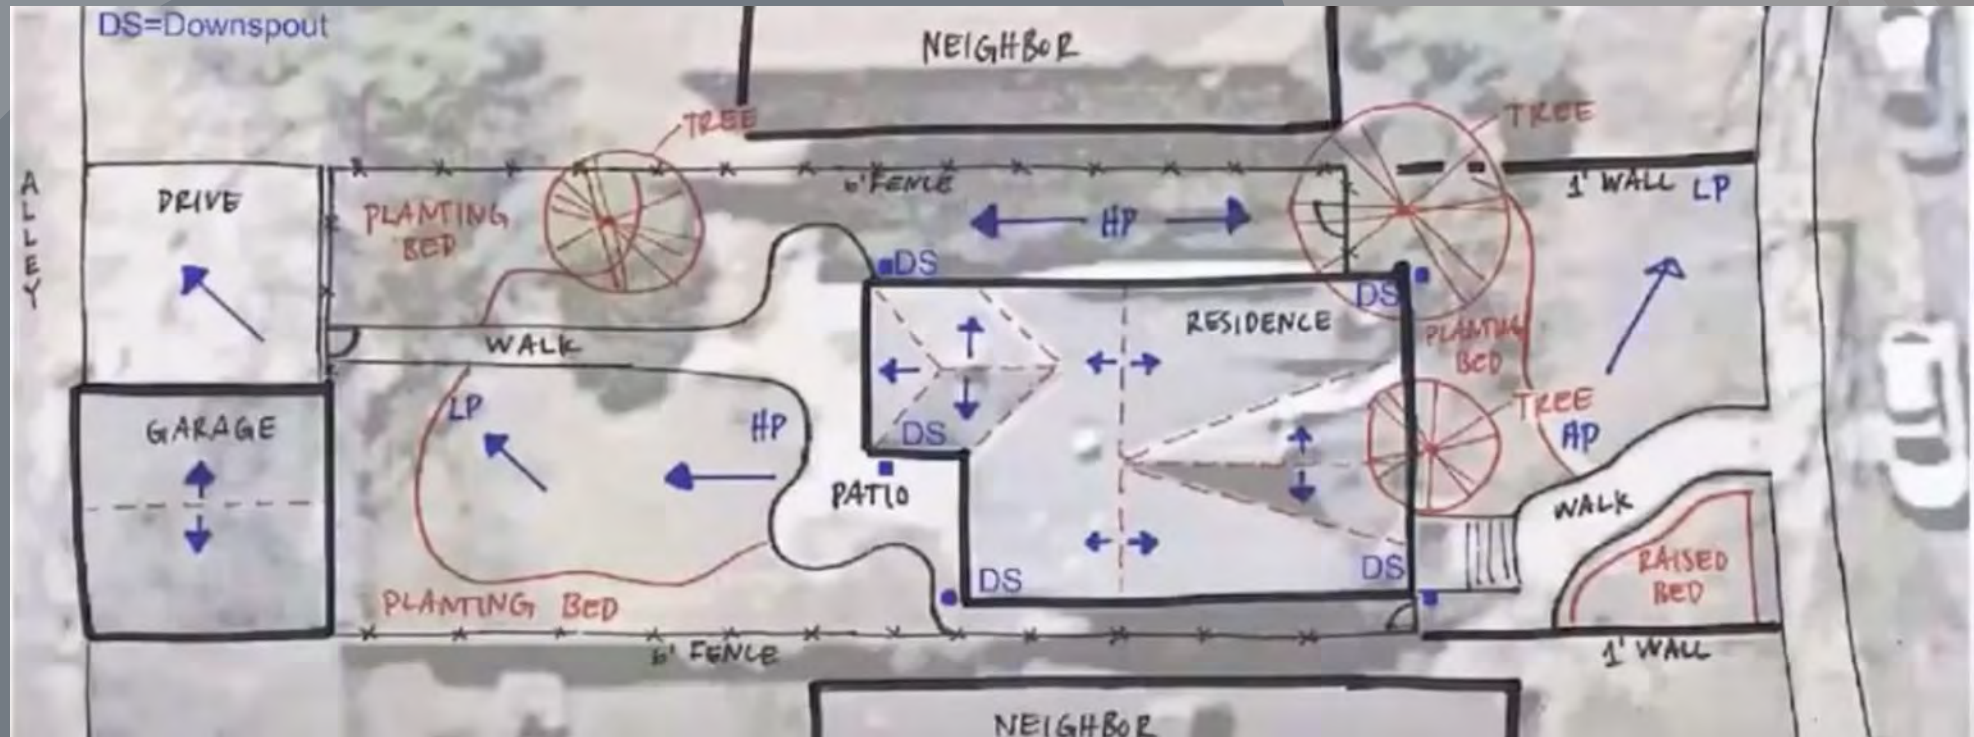 DS=Downspout
NEIGHBOR
TREE
TREE
ALLEY
DRIVE
PLANTING
BED
6' FENCE
1' WALL
LP
HP
DS
DS
RESIDENCE
PLANTING
BED
WALK
TREE
LP
HP
AP
GARAGE
DS
PATIO
WALK
DS
DS
RAISED
BED
PLANTING BED
6' FENCE
1' WALL
NEIGHBOR